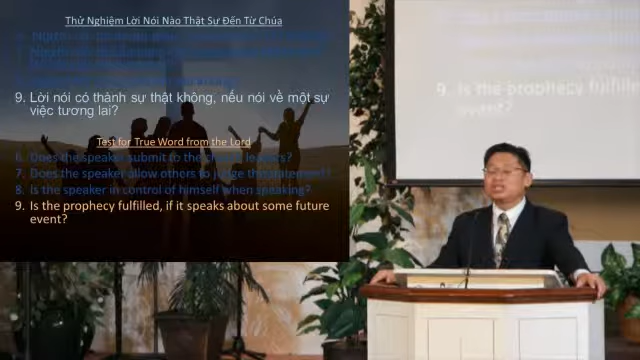 Thử Nghiệm Lời Nói Nào Thật Sự Đến Từ Chúa
9. Lời nói có thành sự thật không, nếu nói về một sự
việc tương lai?
Test for True Word from the Lord
6. Does the speaker submit to the church leaders?
7. Does the speaker allow others to judge the statement?
8. Is the speaker in control of himself when speaking?
9. Is the prophecy fulfilled, if it speaks about some future
event?
9. Is the prophecy fulfilled
event?